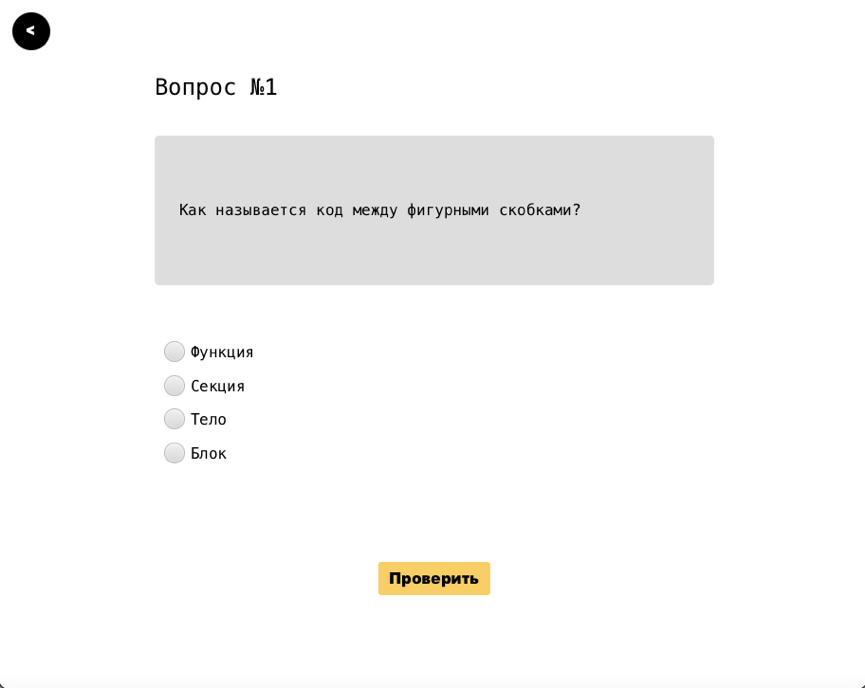 <
Вопрос №1
Как называется код между фигурными скобками?
Функция
Секция
Тело
Блок
Проверить